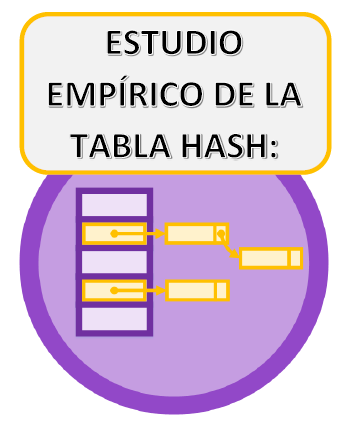 ESTUDIO
EMPÍRICO DE LA
TABLA HASH: